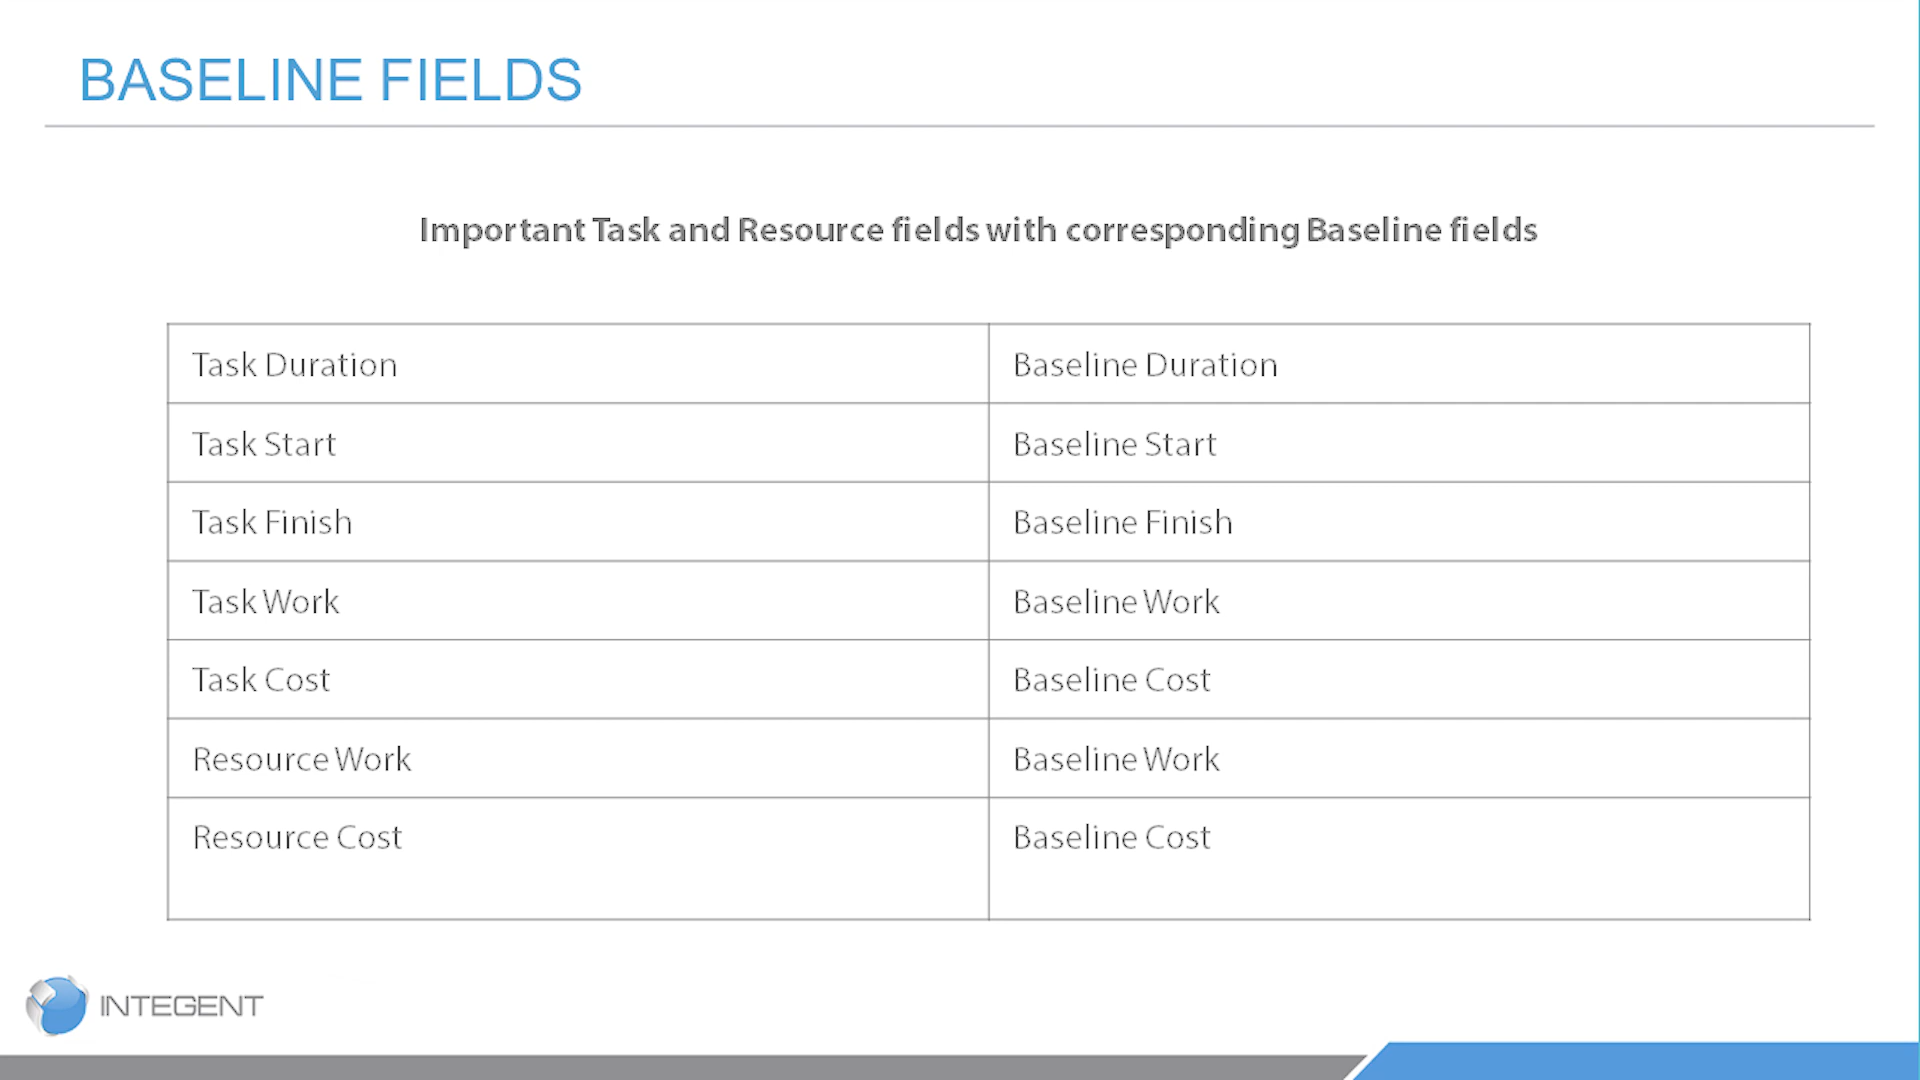 BASELINE FIELDS
Important Task and Resource fields with corresponding Baseline fields
Task Duration Baseline Duration
Task Start Baseline Start
Task Finish Baseline Finish
Task Work Baseline Work
Task Cost Baseline Cost
Resource Work Baseline Work
Resource Cost Baseline Cost
INTEGENT